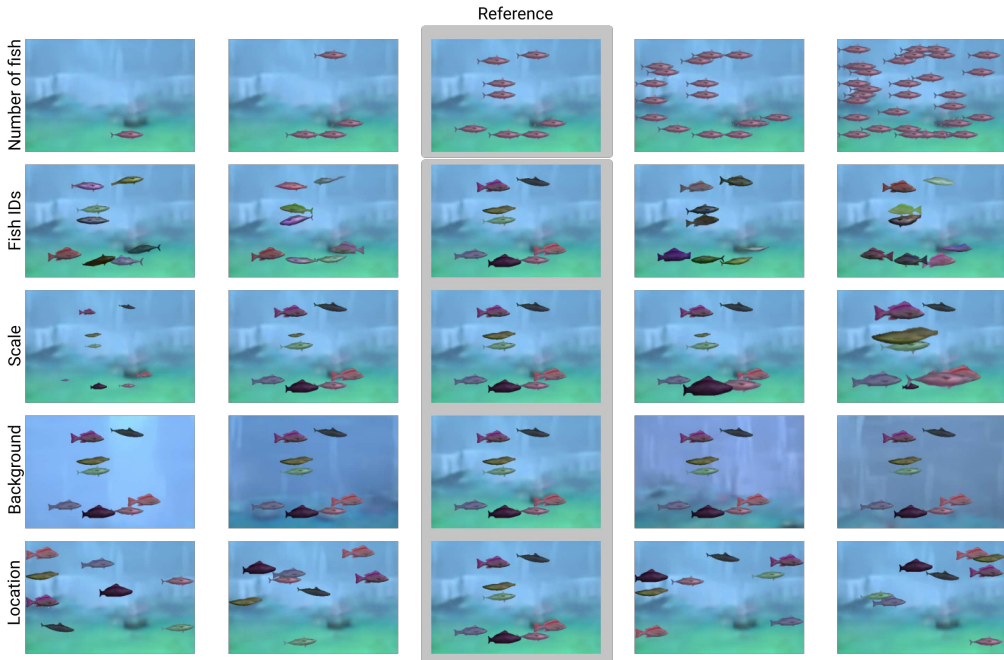 Reference
Number of fish
Fish IDs
Scale
Background
Location